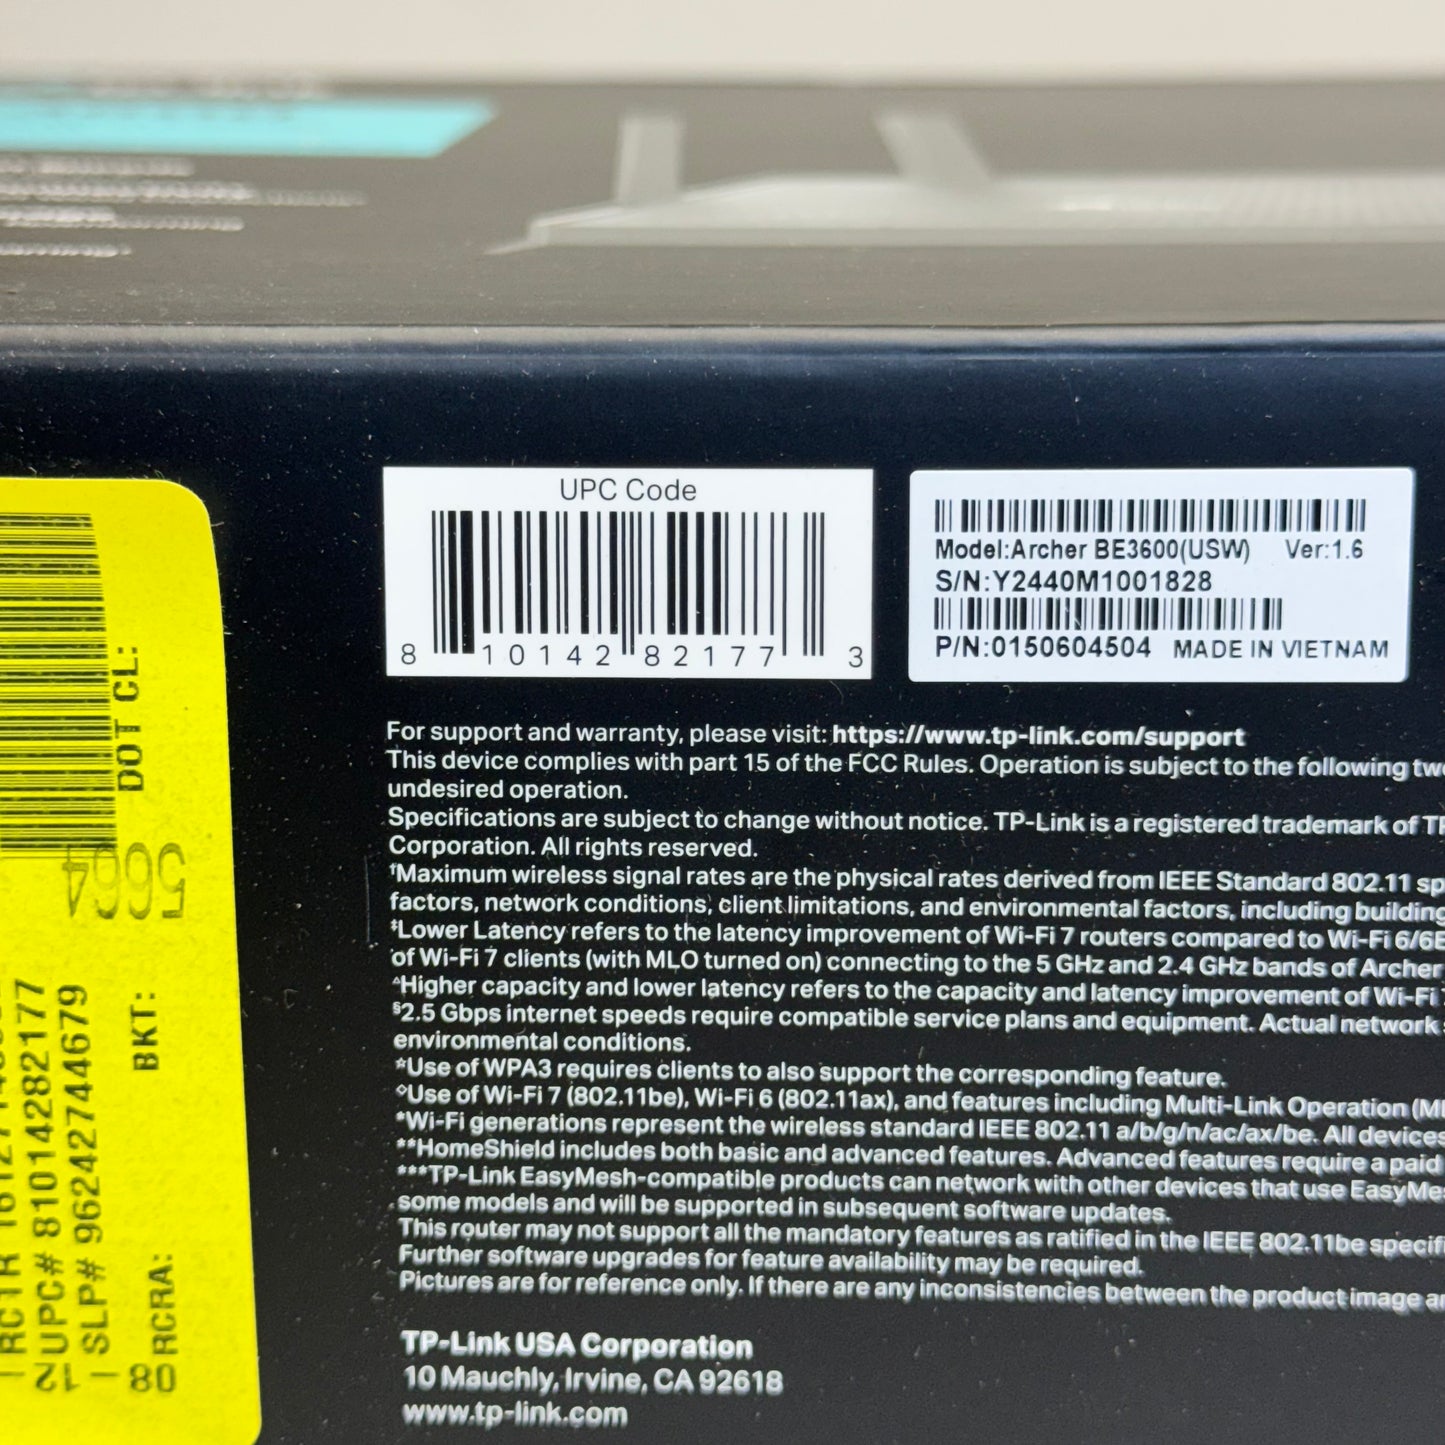 UPC Code
8 10142 82177 3
Model:Archer BE3600(USW) Ver:1.6
S/N:Y2440M1001828
P/N:0150604504 MADE IN VIETNAM
For support and warranty, please visit: https://www.tp-link.com/support
This device complies with part 15 of the FCC Rules. Operation is subject to the following
undesired operation.
Specifications are subject to change without notice. TP-Link is a registered trademark of
Corporation. All rights reserved.
†Maximum wireless signal rates are the physical rates derived from IEEE Standard 802.11
factors, network conditions, client limitations, and environmental factors, including building
‡Lower Latency refers to the latency improvement of Wi-Fi 7 routers compared to Wi-Fi 6/6E
of Wi-Fi 7 clients (with MLO turned on) connecting to the 5 GHz and 2.4 GHz bands of Archer
^Higher capacity and lower latency refers to the capacity and latency improvement of Wi-Fi
§2.5 Gbps internet speeds require compatible service plans and equipment. Actual network
environmental conditions.
☆Use of WPA3 requires clients to also support the corresponding feature.
◇Use of Wi-Fi 7 (802.11be), Wi-Fi 6 (802.11ax), and features including Multi-Link Operation
*Wi-Fi generations represent the wireless standard IEEE 802.11 a/b/g/n/ac/ax/be. All devices
**HomeShield includes both basic and advanced features. Advanced features require a paid
***TP-Link EasyMesh-compatible products can network with other devices that use
some models and will be supported in subsequent software updates.
This router may not support all the mandatory features as ratified in the IEEE 802.11be
Further software upgrades for feature availability may be required.
Pictures are for reference only. If there are any inconsistencies between the product image
TP-Link USA Corporation
10 Mauchly, Irvine, CA 92618
www.tp-link.com
UPC# 81014282177
SLP# 96242744679
DOT CL:
BKT:
RCRA:
5664